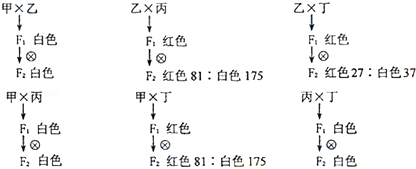 甲×乙 乙×丙 乙×丁
F₁ 白色 F₁ 红色 F₁ 红色
⊗ ⊗ ⊗
F₂ 白色 F₂ 红色 81：白色 175 F₂ 红色 27：白色 37
甲×丙 甲×丁 丙×丁
F₁ 白色 F₁ 红色 F₁ 白色
⊗ ⊗ ⊗
F₂ 白色 F₂ 红色 81：白色 175 F₂ 白色